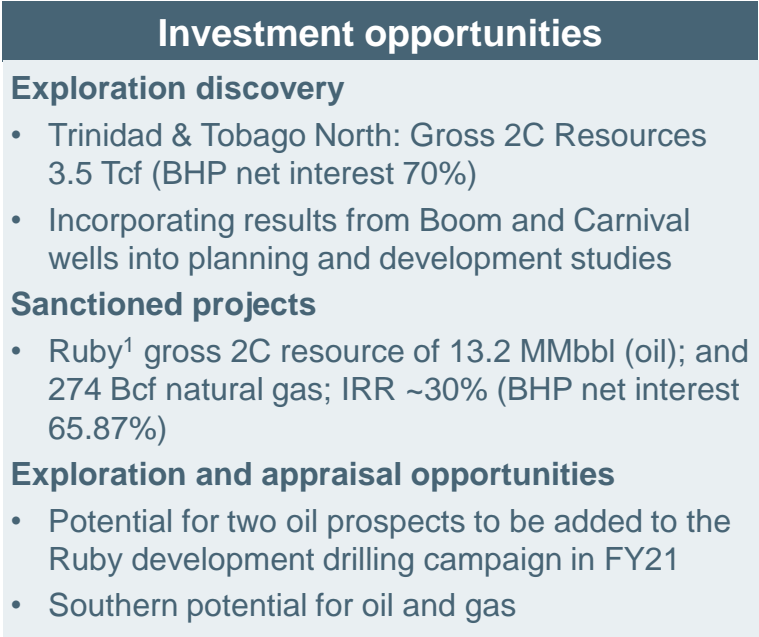 Investment opportunities
Exploration discovery
• Trinidad & Tobago North: Gross 2C Resources
3.5 Tcf (BHP net interest 70%)
• Incorporating results from Boom and Carnival
wells into planning and development studies
Sanctioned projects
• Ruby¹ gross 2C resource of 13.2 MMbbl (oil); and
274 Bcf natural gas; IRR ~30% (BHP net interest
65.87%)
Exploration and appraisal opportunities
• Potential for two oil prospects to be added to the
Ruby development drilling campaign in FY21
• Southern potential for oil and gas